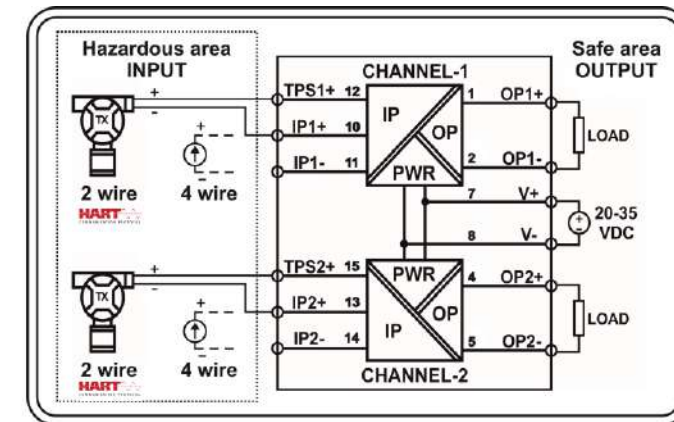 Hazardous area
INPUT
Safe area
OUTPUT
CHANNEL-1
TPS1+ 12
IP1+ 10
IP1- 11
IP
OP
PWR
1 OP1+
2 OP1-
LOAD
TX
+
-
+
-
2 wire
4 wire
HART
7 V+
8 V-
+
-
20-35
VDC
TPS2+ 15
IP2+ 13
IP2- 14
PWR
IP
OP
4 OP2+
5 OP2-
LOAD
TX
+
-
+
-
2 wire
4 wire
HART
CHANNEL-2